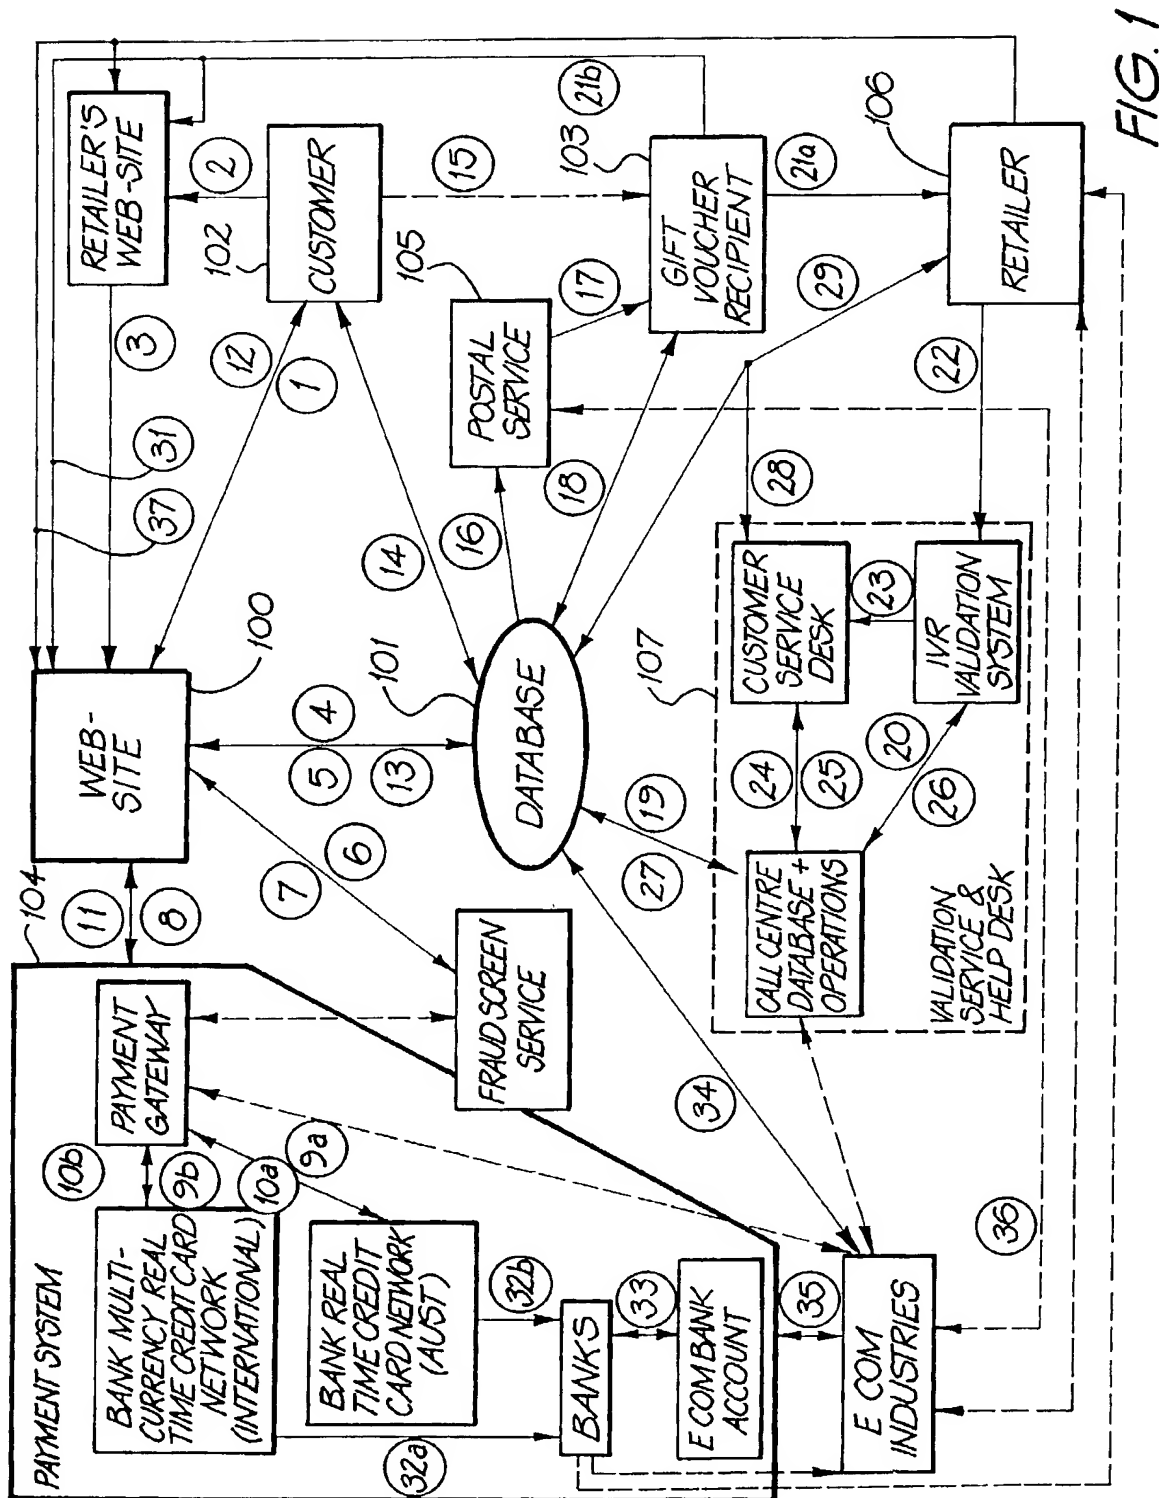 PAYMENT SYSTEM
BANK MULTI-
CURRENCY REAL
TIME CREDIT CARD
NETWORK
(INTERNATIONAL)
10b
9b
10a
9a
PAYMENT
GATEWAY
11
8
104
WEB-
SITE
100
37
31
3
RETAILER'S
WEB-SITE
2
102
12
1
CUSTOMER
7
6
4
5
13
14
32a
BANK REAL
TIME CREDIT
CARD NETWORK
(AUST)
32b
FRAUD SCREEN
SERVICE
101
DATABASE
16
105
POSTAL
SERVICE
15
17
18
103
21b
GIFT
VOUCHER
RECIPIENT
21a
BANKS
33
E COM BANK
ACCOUNT
35
34
27
19
107
28
29
CALL CENTRE
DATABASE +
OPERATIONS
24
25
CUSTOMER
SERVICE
DESK
23
20
26
IVR
VALIDATION
SYSTEM
VALIDATION
SERVICE &
HELP DESK
22
106
RETAILER
E COM
INDUSTRIES
36
FIG. 1